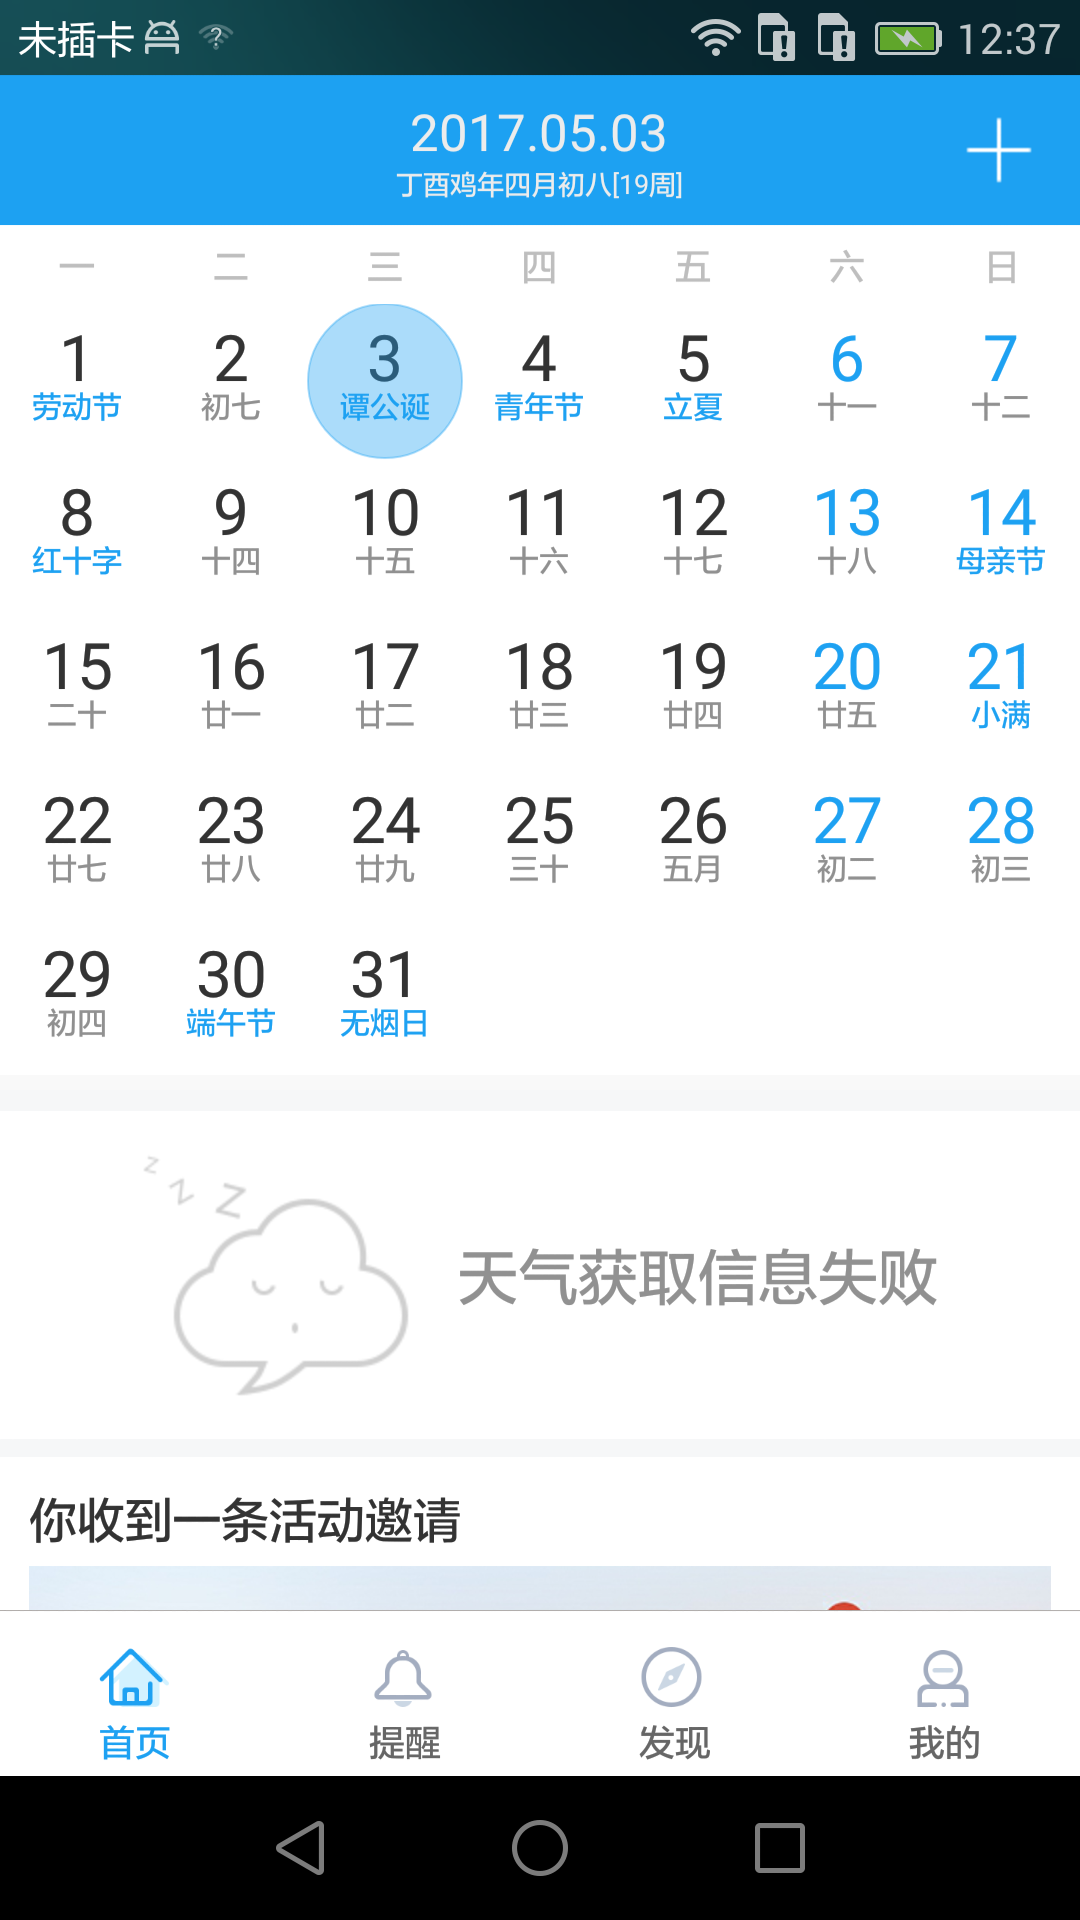 未插卡 12:37
2017.05.03
丁酉鸡年四月初八[19周]
一 二 三 四 五 六 日
1 2 3 4 5 6 7
劳动节 初七 谭公诞 青年节 立夏 十一 十二
8 9 10 11 12 13 14
红十字 十四 十五 十六 十七 十八 母亲节
15 16 17 18 19 20 21
二十 廿一 廿二 廿三 廿四 廿五 小满
22 23 24 25 26 27 28
廿七 廿八 廿九 三十 五月 初二 初三
29 30 31
初四 端午节 无烟日
z z z
天气获取信息失败
你收到一条活动邀请
首页 提醒 发现 我的